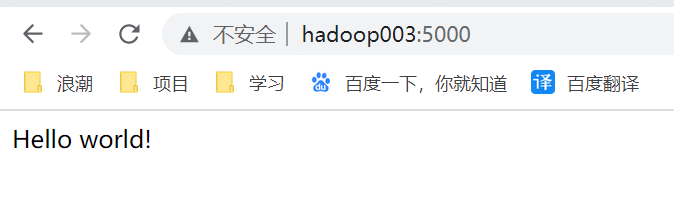 不安全 | hadoop003:5000
浪潮 项目 学习 du 百度一下，你就知道 译 百度翻译
Hello world!